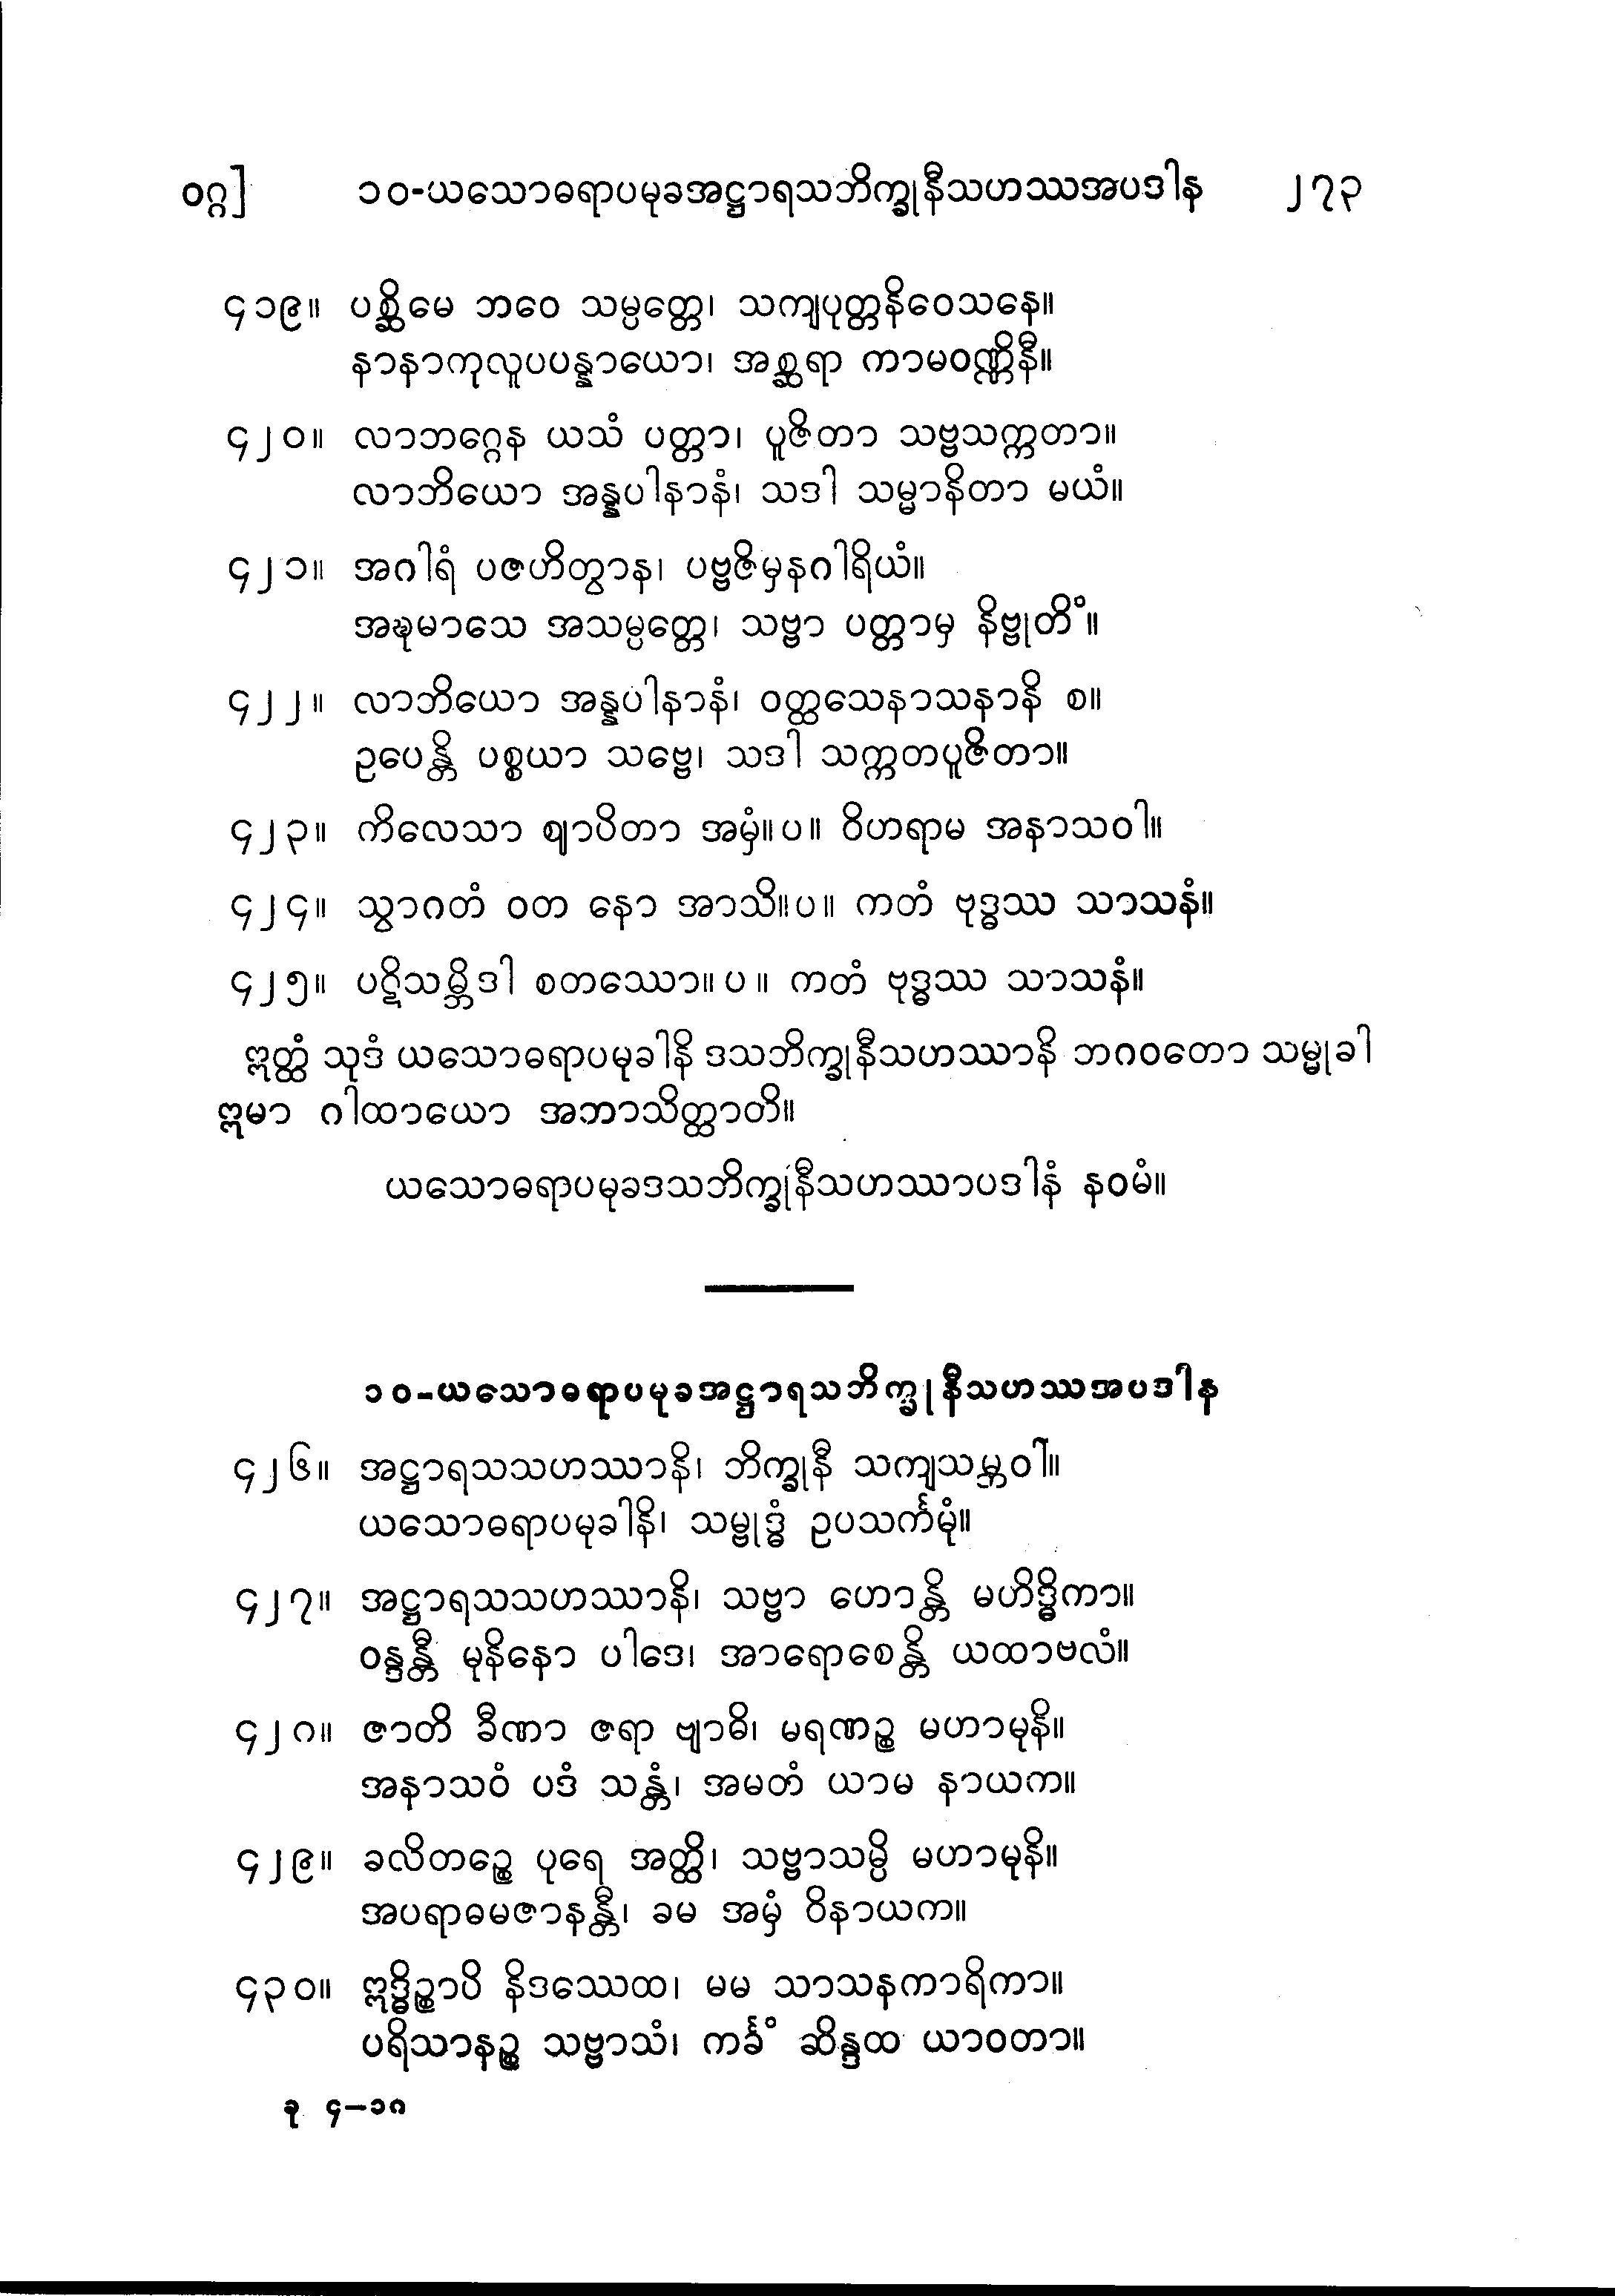 ဝဂ္ဂ] ၁၀-ယသောဓရာပမုခအဋ္ဌာရသဘိက္ခုနီသဟဿအပဒါန ၂၇၃
၄၁၉။ ပစ္ဆိမေ ဘဝေ သမ္ပတ္တေ၊ သကျပုတ္တနိဝေသနေ။
နာနာကုလူပပန္နာယော၊ အစ္ဆရာ ကာမဝဏ္ဏိနီ။
၄၂၀။ လာဘဂ္ဂေန ယသံ ပတ္တာ၊ ပူဇိတာ သဗ္ဗသက္ကတာ။
လာဘိယော အန္နပါနာနံ၊ သဒါ သမ္မာနိတာ မယံ။
၄၂၁။ အဂါရံ ပဇဟိတွာန၊ ပဗ္ဗဇိမှနဂါရိယံ။
အဍ္ဎမာသေ အသမ္ပတ္တေ၊ သဗ္ဗာ ပတ္တာမှ နိဗ္ဗုတိံ။
၄၂၂။ လာဘိယော အန္နပါနာနံ၊ ဝတ္ထသေနာသနာနိ စ။
ဥပေန္တိ ပစ္စယာ သဗ္ဗေ၊ သဒါ သက္ကတပူဇိတာ။
၄၂၃။ ကိလေသာ ဈာပိတာ အမှံ။ပ။ ဝိဟရာမ အနာသဝါ။
၄၂၄။ သွာဂတံ ဝတ နော အာသိ။ပ။ ကတံ ဗုဒ္ဓဿ သာသနံ။
၄၂၅။ ပဋိသမ္ဘိဒါ စတဿော။ပ။ ကတံ ဗုဒ္ဓဿ သာသနံ။
ဣတ္ထံ သုဒံ ယသောဓရာပမုခါနိ ဒသဘိက္ခုနီသဟဿာနိ ဘဂဝတော သမ္မုခါ
ဣမာ ဂါထာယော အဘာသိတ္ထာတိ။
ယသောဓရာပမုခဒသဘိက္ခုနီသဟဿာပဒါနံ နဝမံ။
၁၀-ယသောဓရာပမုခအဋ္ဌာရသဘိက္ခုနီသဟဿအပဒါန
၄၂၆။ အဋ္ဌာရသသဟဿာနိ၊ ဘိက္ခုနီ သကျသမ္ဘဝါ။
ယသောဓရာပမုခါနိ၊ သမ္ဗုဒ္ဓံ ဥပသင်္ကမုံ။
၄၂၇။ အဋ္ဌာရသသဟဿာနိ၊ သဗ္ဗာ ဟောန္တိ မဟိဒ္ဓိကာ။
ဝန္ဒန္တီ မုနိနော ပါဒေ၊ အာရောစေန္တိ ယထာဗလံ။
၄၂၈။ ဇာတိ ခီဏာ ဇရာ ဗျာဓိ၊ မရဏဉ္စ မဟာမုနိ။
အနာသဝံ ပဒံ သန္တံ၊ အမတံ ယာမ နာယက။
၄၂၉။ ခလိတဉ္စေ ပုရေ အတ္ထိ၊ သဗ္ဗာသမ္ပိ မဟာမုနိ။
အပရာဓမဇာနန္တီ၊ ခမ အမှံ ဝိနာယက။
၄၃၀။ ဣဒ္ဓိဉ္စာပိ နိဒဿေထ၊ မမ သာသနကာရိကာ။
ပရိသာနဉ္စ သဗ္ဗာသံ၊ ကင်္ခံ ဆိန္ဒထ ယာဝတာ။
ခု ၄-၁၈